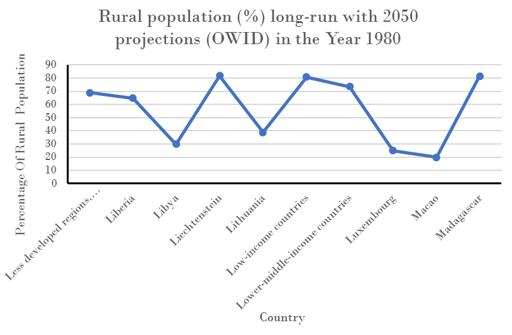 Rural population (%) long-run with 2050
projections (OWID) in the Year 1980
Percentage Of Rural Population
90
80
70
60
50
40
30
20
10
0
Less developed regions,…
Liberia
Libya
Liechtenstein
Lithuania
Low-income countries
Lower-middle-income countries
Luxembourg
Macao
Madagascar
Country